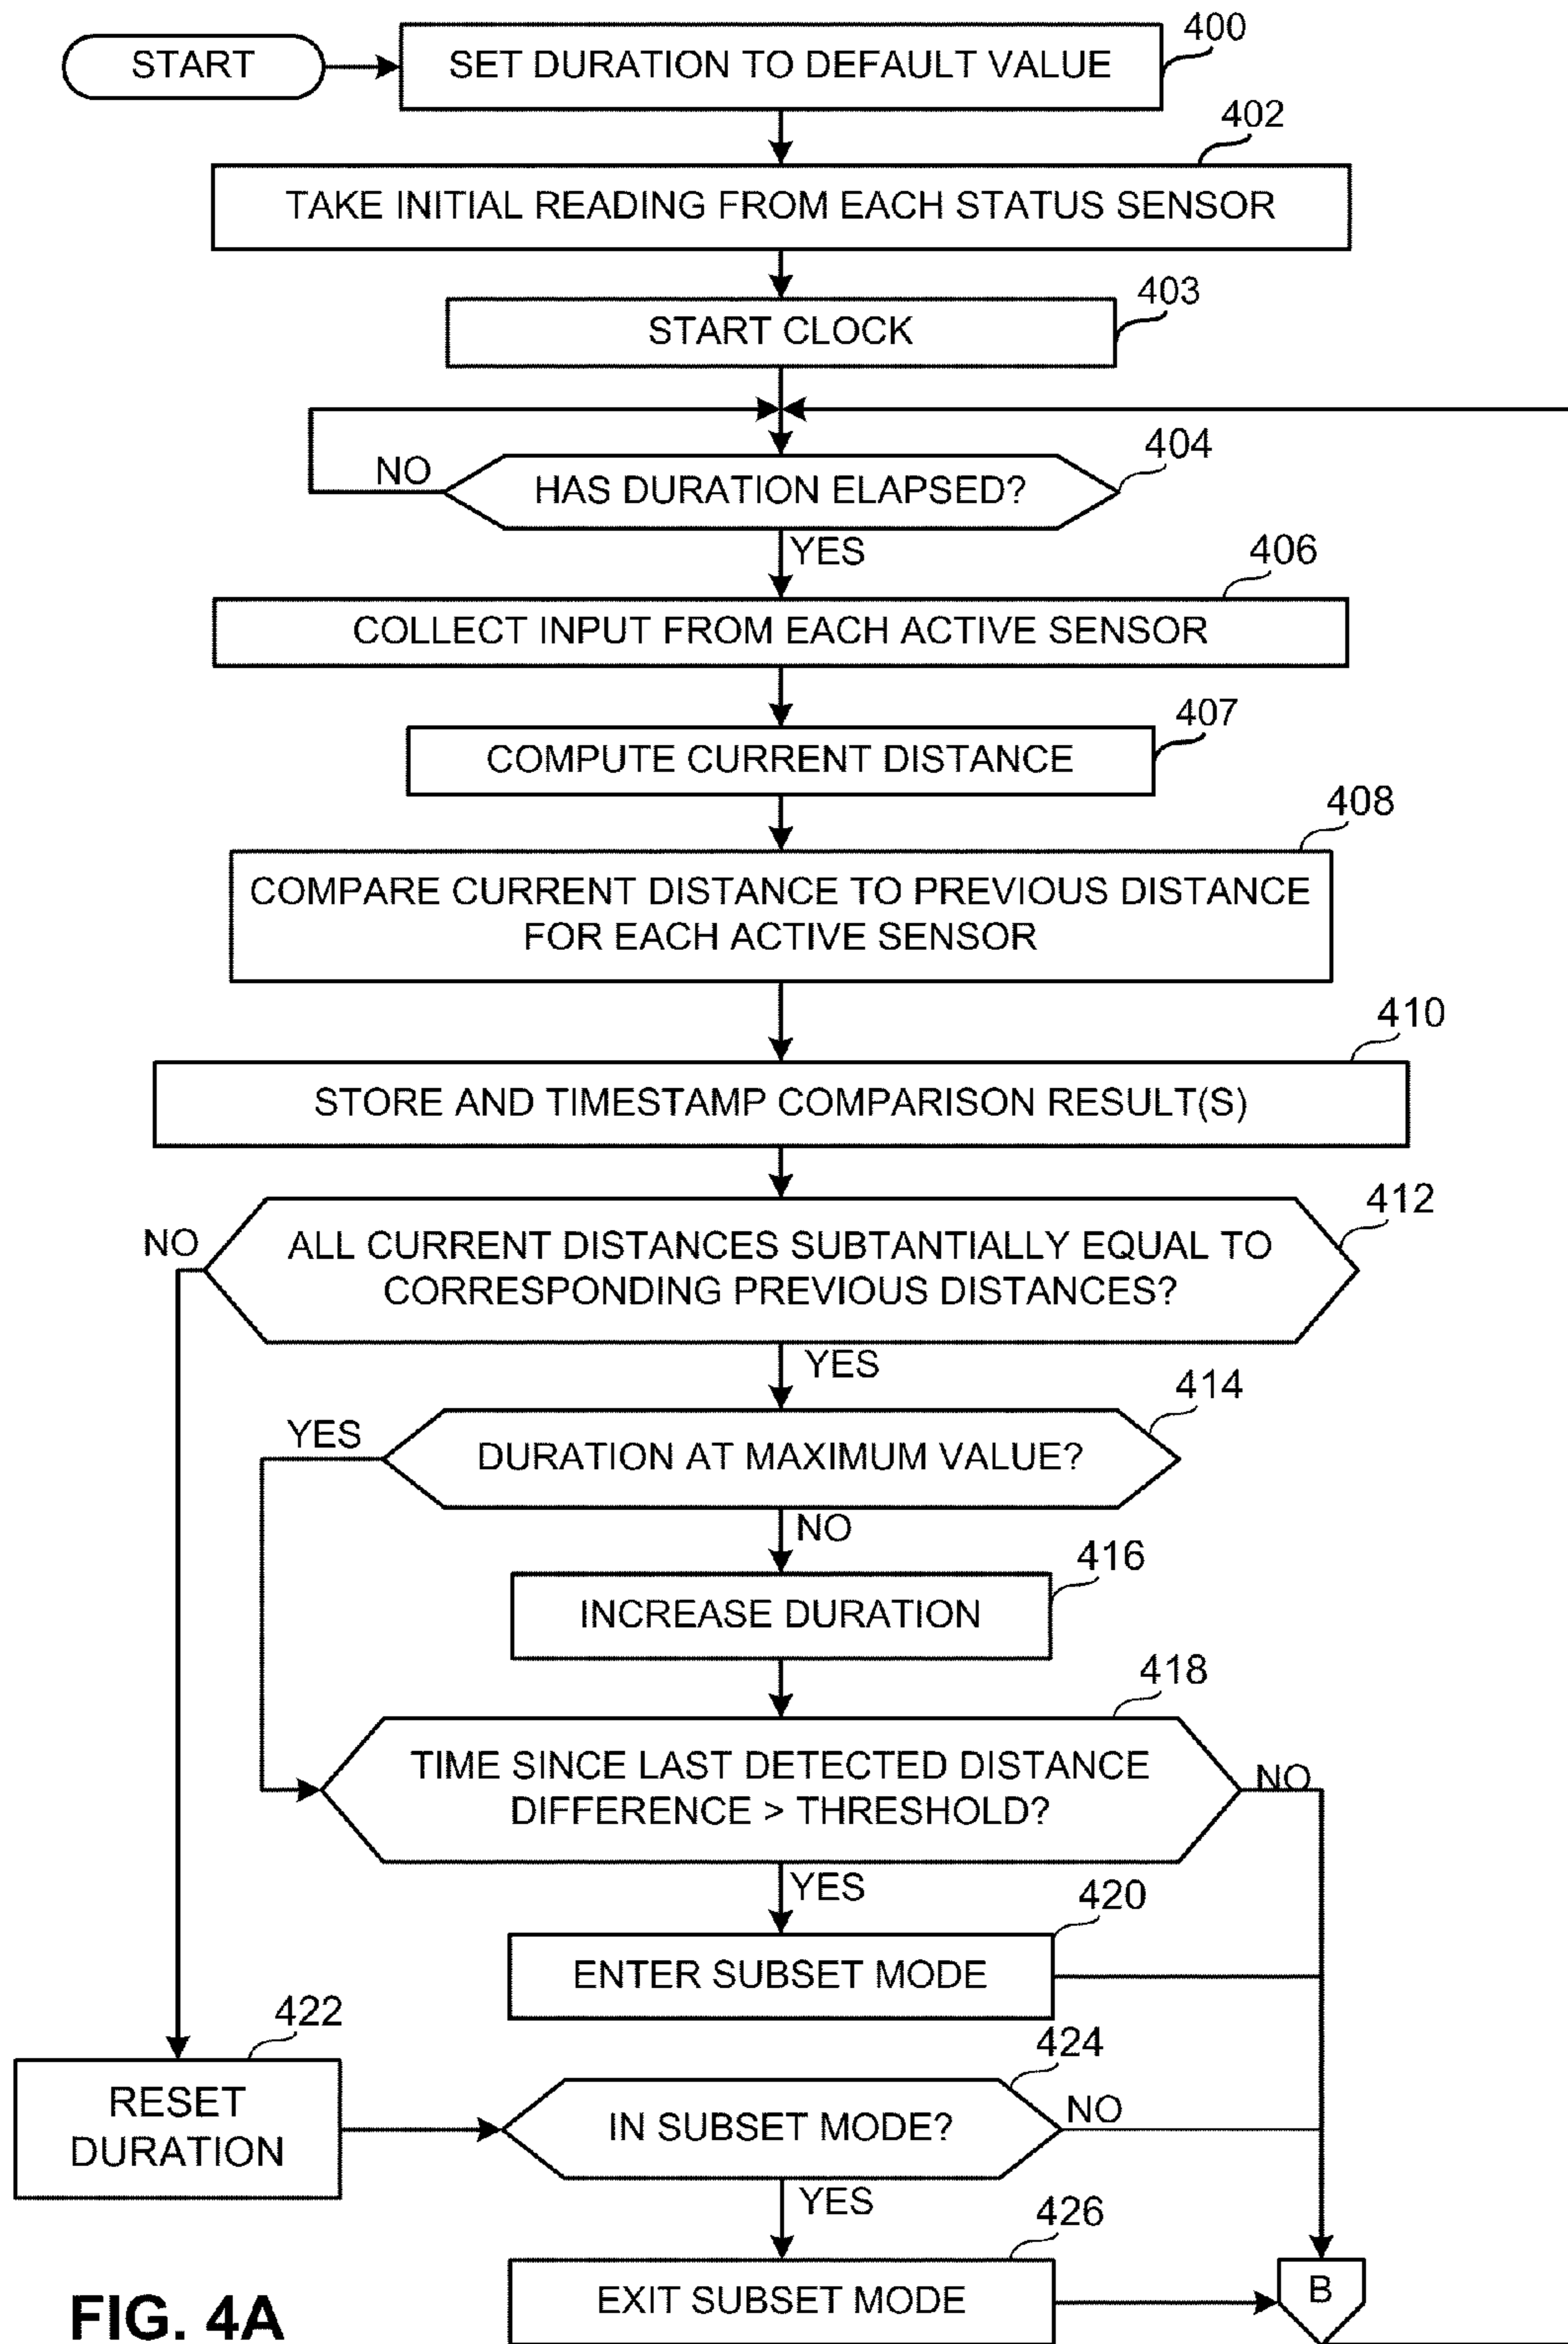 START
SET DURATION TO DEFAULT VALUE
400
402
TAKE INITIAL READING FROM EACH STATUS SENSOR
403
START CLOCK
404
NO
HAS DURATION ELAPSED?
YES
406
COLLECT INPUT FROM EACH ACTIVE SENSOR
407
COMPUTE CURRENT DISTANCE
408
COMPARE CURRENT DISTANCE TO PREVIOUS DISTANCE
FOR EACH ACTIVE SENSOR
410
STORE AND TIMESTAMP COMPARISON RESULT(S)
412
NO
ALL CURRENT DISTANCES SUBTANTIALLY EQUAL TO
CORRESPONDING PREVIOUS DISTANCES?
YES
414
YES
DURATION AT MAXIMUM VALUE?
NO
416
INCREASE DURATION
418
TIME SINCE LAST DETECTED DISTANCE
DIFFERENCE > THRESHOLD?
NO
YES
420
ENTER SUBSET MODE
422
RESET
DURATION
424
IN SUBSET MODE?
NO
YES
426
EXIT SUBSET MODE
B
FIG. 4A